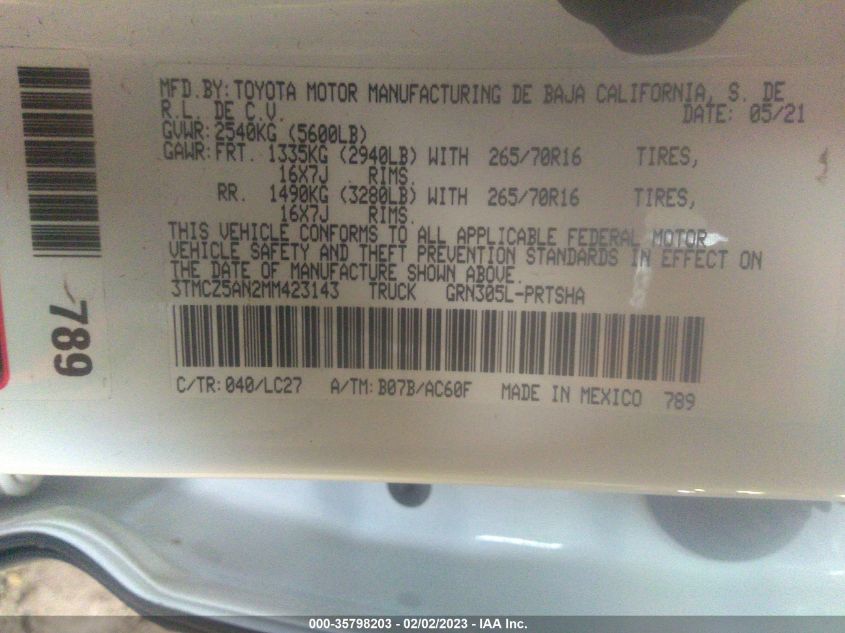 MFD.BY:TOYOTA MOTOR MANUFACTURING DE BAJA CALIFORNIA, S. DE
R.L. DE C.V. DATE: 05/21
GVWR:2540KG (5600LB)
GAWR:FRT. 1335KG (2940LB) WITH 265/70R16 TIRES,
16X7J RIMS.
RR. 1490KG (3280LB) WITH 265/70R16 TIRES,
16X7J RIMS.
THIS VEHICLE CONFORMS TO ALL APPLICABLE FEDERAL MOTOR
VEHICLE SAFETY AND THEFT PREVENTION STANDARDS IN EFFECT ON
THE DATE OF MANUFACTURE SHOWN ABOVE.
3TMCZ5AN2MM423143 TRUCK GRN305L-PRTSHA
C/TR:040/LC27 A/TM:B07B/AC60F MADE IN MEXICO 789
789
000-35798203 - 02/02/2023 - IAA Inc.